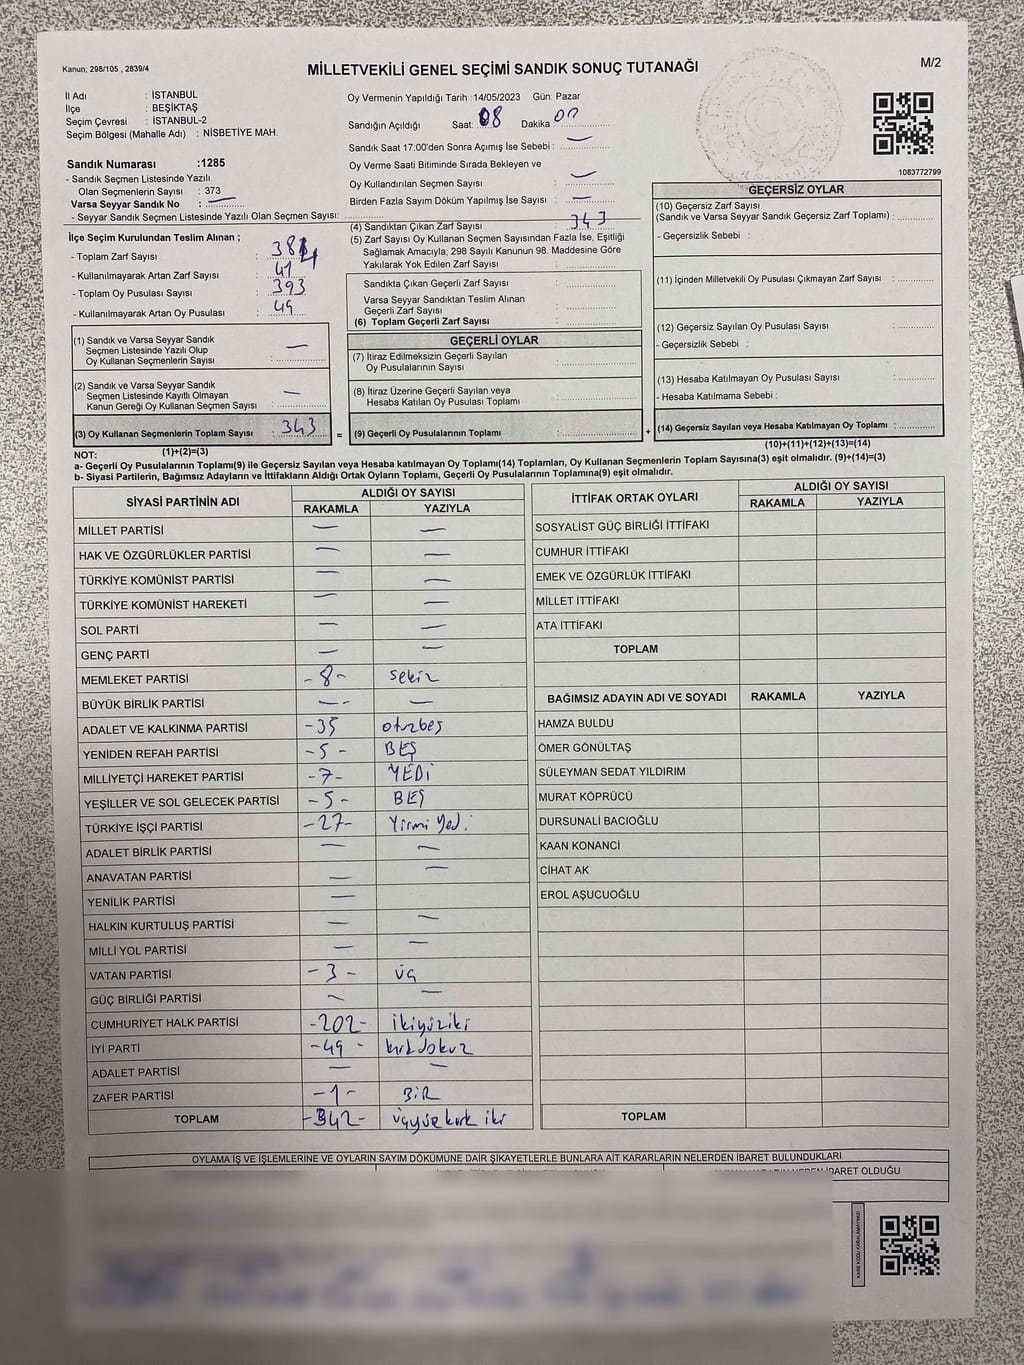 Kanun; 298/105 , 2839/4
MİLLETVEKİLİ GENEL SEÇİMİ SANDIK SONUÇ TUTANAĞI
M/2
İl Adı : İSTANBUL
İlçe : BEŞİKTAŞ
Seçim Çevresi : İSTANBUL-2
Seçim Bölgesi (Mahalle Adı) : NİSBETİYE MAH.
Sandık Numarası :1285
- Sandık Seçmen Listesinde Yazılı
Olan Seçmenlerin Sayısı : 373
Varsa Seyyar Sandık No : —
- Seyyar Sandık Seçmen Listesinde Yazılı Olan Seçmen Sayısı:
Oy Vermenin Yapıldığı Tarih :14/05/2023 Gün: Pazar
Sandığın Açıldığı Saat: 08 Dakika 00
Sandık Saat 17:00'den Sonra Açımış İse Sebebi : —
Oy Verme Saati Bitiminde Sırada Bekleyen ve
Oy Kullandırılan Seçmen Sayısı : —
Birden Fazla Sayım Döküm Yapılmış İse Sayısı : —
1083772799
İlçe Seçim Kurulundan Teslim Alınan ;
- Toplam Zarf Sayısı : 384
- Kullanılmayarak Artan Zarf Sayısı : 41
- Toplam Oy Pusulası Sayısı : 393
- Kullanılmayarak Artan Oy Pusulası : 49
(4) Sandıktan Çıkan Zarf Sayısı : 343
(5) Zarf Sayısı Oy Kullanan Seçmen Sayısından Fazla İse, Eşitliği
Sağlamak Amacıyla; 298 Sayılı Kanunun 98. Maddesine Göre
Yakılarak Yok Edilen Zarf Sayısı :
Sandıkta Çıkan Geçerli Zarf Sayısı :
Varsa Seyyar Sandıktan Teslim Alınan
Geçerli Zarf Sayısı :
(6) Toplam Geçerli Zarf Sayısı :
GEÇERSİZ OYLAR
(10) Geçersiz Zarf Sayısı
(Sandık ve Varsa Seyyar Sandık Geçersiz Zarf Toplamı) :
- Geçersizlik Sebebi :
(11) İçinden Milletvekili Oy Pusulası Çıkmayan Zarf Sayısı :
(12) Geçersiz Sayılan Oy Pusulası Sayısı :
- Geçersizlik Sebebi :
(13) Hesaba Katılmayan Oy Pusulası Sayısı :
- Hesaba Katılmama Sebebi :
(14) Geçersiz Sayılan veya Hesaba Katılmayan Oy Toplamı :
(10)+(11)+(12)+(13)=(14)
(1) Sandık ve Varsa Seyyar Sandık
Seçmen Listesinde Yazılı Olup
Oy Kullanan Seçmenlerin Sayısı : —
(2) Sandık ve Varsa Seyyar Sandık
Seçmen Listesinde Kayıtlı Olmayan
Kanun Gereği Oy Kullanan Seçmen Sayısı : —
(3) Oy Kullanan Seçmenlerin Toplam Sayısı : 343 =
(1)+(2)=(3)
GEÇERLİ OYLAR
(7) İtiraz Edilmeksizin Geçerli Sayılan
Oy Pusulalarının Sayısı :
(8) İtiraz Üzerine Geçerli Sayılan veya
Hesaba Katılan Oy Pusulası Toplamı :
(9) Geçerli Oy Pusulalarının Toplamı : +
NOT:
a- Geçerli Oy Pusulalarının Toplamı(9) ile Geçersiz Sayılan veya Hesaba katılmayan Oy Toplamı(14) Toplamları, Oy Kullanan Seçmenlerin Toplam Sayısına(3) eşit olmalıdır. (9)+(14)=(3)
b- Siyasi Partilerin, Bağımsız Adayların ve İttifakların Aldığı Ortak Oyların Toplamı, Geçerli Oy Pusulalarının Toplamına(9) eşit olmalıdır.
SİYASİ PARTİNİN ADI ALDIĞI OY SAYISI
RAKAMLA YAZIYLA
MİLLET PARTİSİ — —
HAK VE ÖZGÜRLÜKLER PARTİSİ — —
TÜRKİYE KOMÜNİST PARTİSİ — —
TÜRKİYE KOMÜNİST HAREKETİ — —
SOL PARTİ — —
GENÇ PARTİ — —
MEMLEKET PARTİSİ -8- sekiz
BÜYÜK BİRLİK PARTİSİ — —
ADALET VE KALKINMA PARTİSİ -35 otuzbeş
YENİDEN REFAH PARTİSİ -5- BEŞ
MİLLİYETÇİ HAREKET PARTİSİ -7- YEDİ
YEŞİLLER VE SOL GELECEK PARTİSİ -5- BEŞ
TÜRKİYE İŞÇİ PARTİSİ -27- Yirmi Yedi
ADALET BİRLİK PARTİSİ — —
ANAVATAN PARTİSİ — —
YENİLİK PARTİSİ —
HALKIN KURTULUŞ PARTİSİ — —
MİLLİ YOL PARTİSİ — —
VATAN PARTİSİ -3- üç
GÜÇ BİRLİĞİ PARTİSİ — —
CUMHURİYET HALK PARTİSİ -202- ikiyüziki
İYİ PARTİ -49- kırkdokuz
ADALET PARTİSİ — —
ZAFER PARTİSİ -1- BİR
TOPLAM -342- üçyüzkırk iki
İTTİFAK ORTAK OYLARI ALDIĞI OY SAYISI
RAKAMLA YAZIYLA
SOSYALİST GÜÇ BİRLİĞİ İTTİFAKI
CUMHUR İTTİFAKI
EMEK VE ÖZGÜRLÜK İTTİFAKI
MİLLET İTTİFAKI
ATA İTTİFAKI
TOPLAM
BAĞIMSIZ ADAYIN ADI VE SOYADI RAKAMLA YAZIYLA
HAMZA BULDU
ÖMER GÖNÜLTAŞ
SÜLEYMAN SEDAT YILDIRIM
MURAT KÖPRÜCÜ
DURSUNALİ BACIOĞLU
KAAN KONANCİ
CİHAT AK
EROL AŞUCUOĞLU
TOPLAM
OYLAMA İŞ VE İŞLEMLERİNE VE OYLARIN SAYIM DÖKÜMÜNE DAİR ŞİKAYETLERLE BUNLARA AİT KARARLARIN NELERDEN İBARET BULUNDUKLARI
İBARET OLDUĞU
KARE KODU KARALAMAYINIZ!